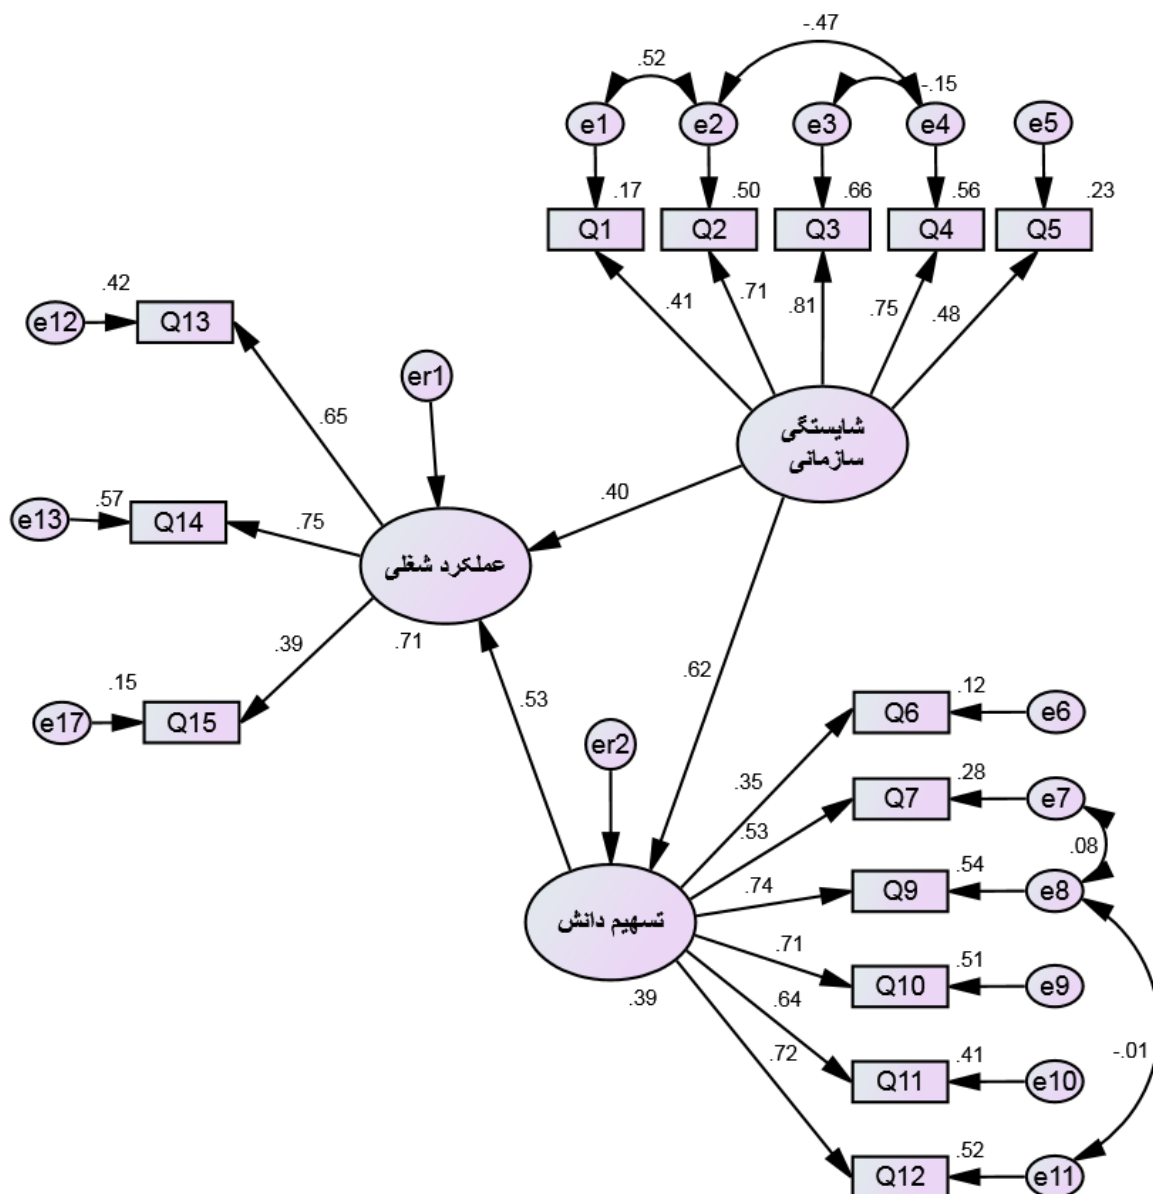 -.47
.52
-.15
e1
e2
e3
e4
e5
.17
.50
.66
.56
.23
Q1
Q2
Q3
Q4
Q5
.41
.71
.81
.75
.48
شایستگی
سازمانی
.42
e12
Q13
er1
.65
.40
.57
e13
Q14
.75
عملکرد شغلی
.71
.39
.15
e17
Q15
.53
.62
er2
.12
Q6
e6
.35
.28
Q7
e7
.53
.08
.74
.54
Q9
e8
تسهیم دانش
.39
.71
.51
Q10
e9
.64
.41
Q11
e10
.72
-.01
.52
Q12
e11